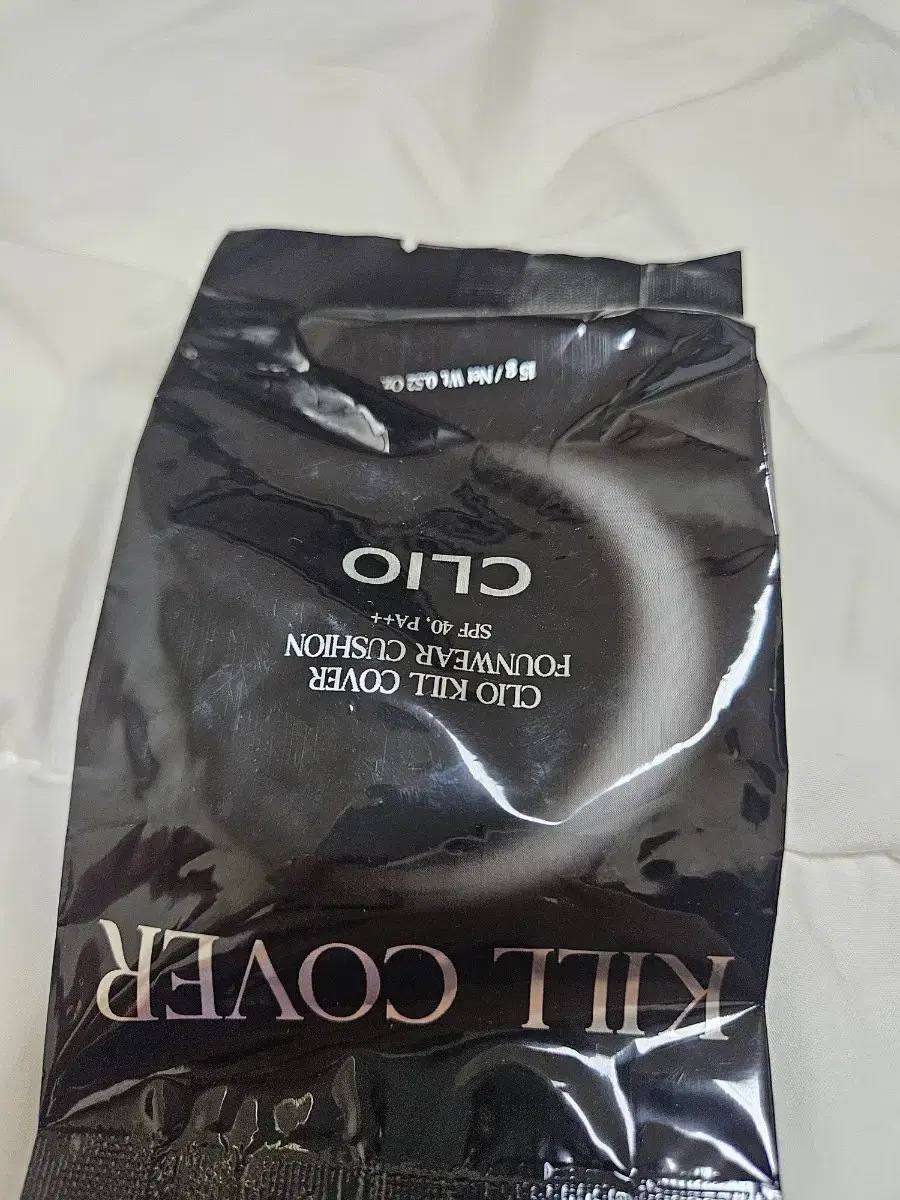 KILL COVER
CLIO KILL COVER
FOUNWEAR CUSHION
SPF 40, PA++
CLIO
15 g / Net Wt. 0.52 Oz.